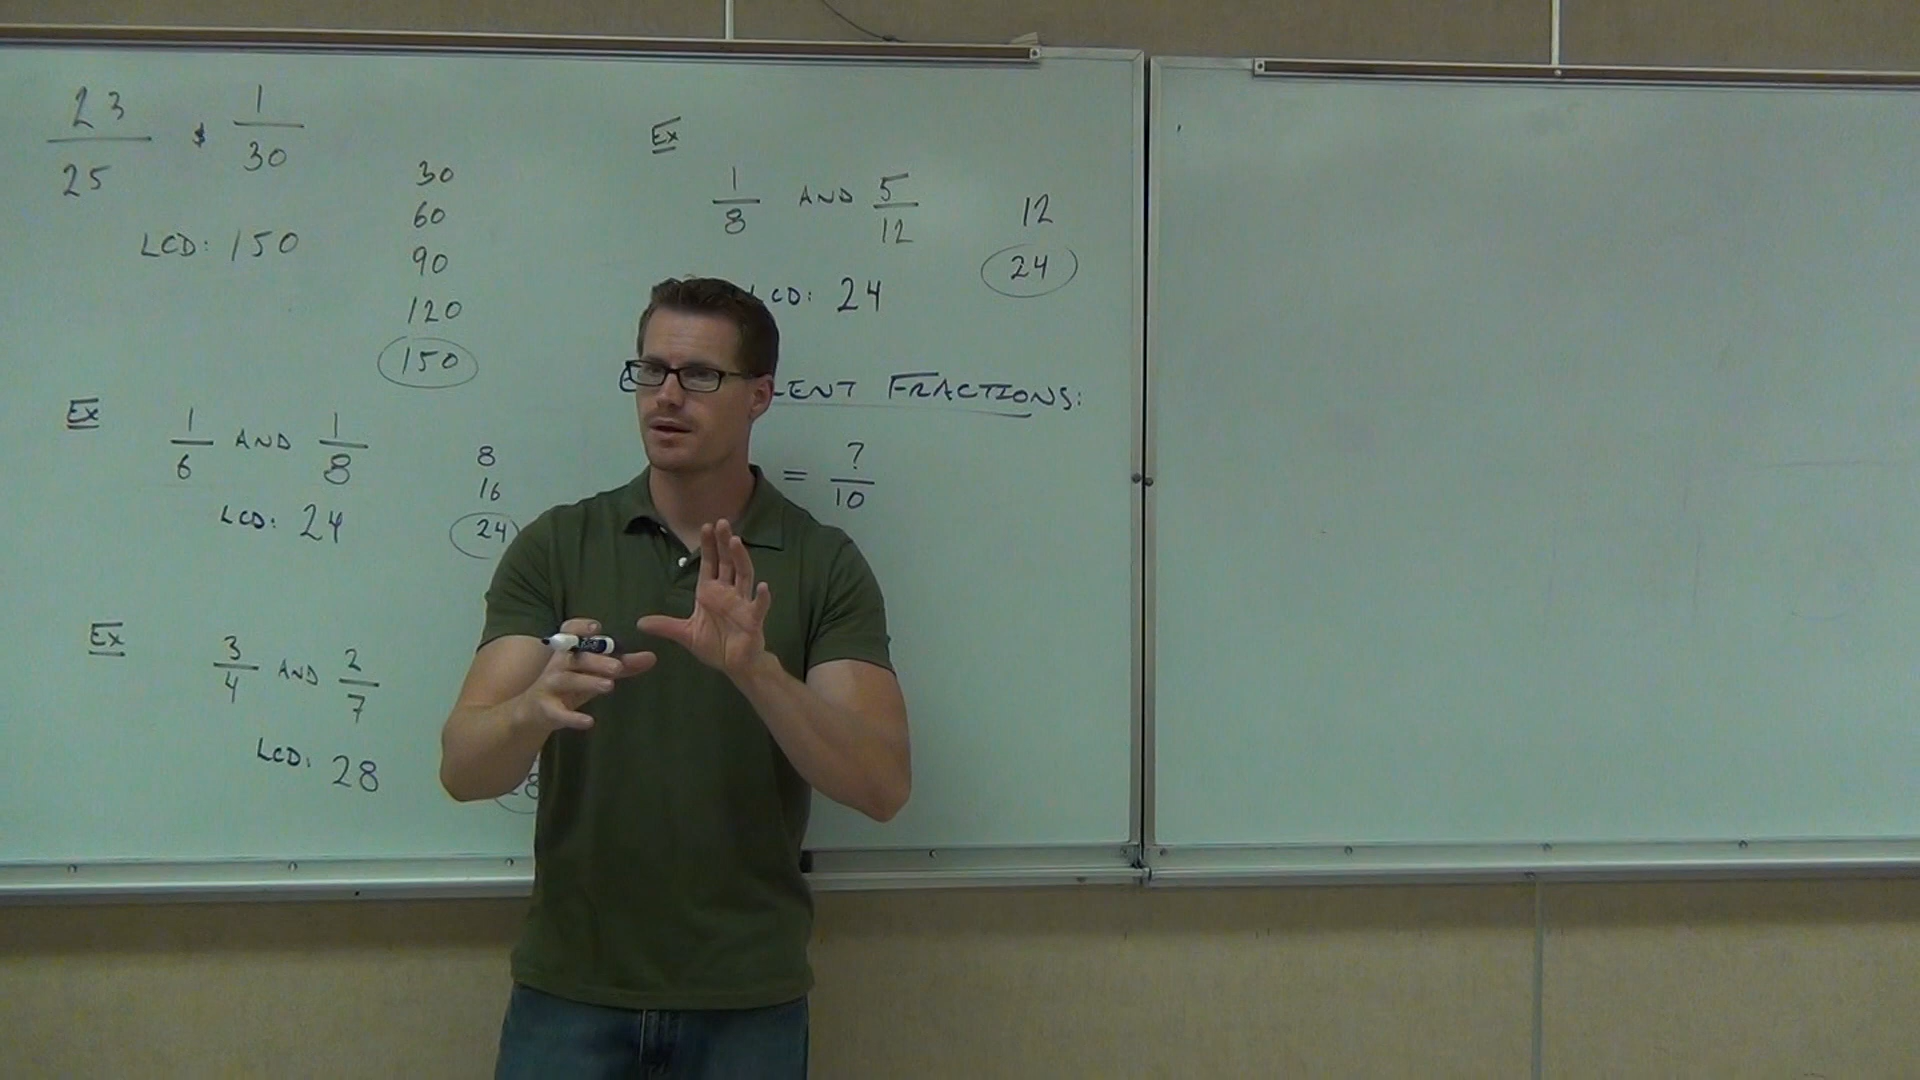 23/25 & 1/30
LCD: 150
30
60
90
120
150
Ex
1/6 AND 1/8
LCD: 24
8
16
24
Ex
3/4 AND 2/7
LCD: 28
28
Ex
1/8 AND 5/12
LCD: 24
12
24
FRACTIONS:
= ?/10